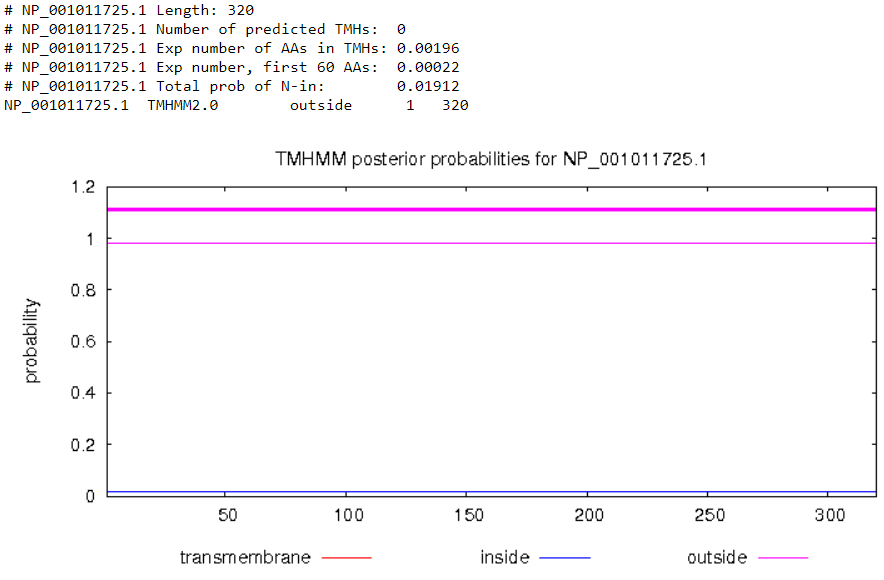 # NP_001011725.1 Length: 320
# NP_001011725.1 Number of predicted TMHs:  0
# NP_001011725.1 Exp number of AAs in TMHs: 0.00196
# NP_001011725.1 Exp number, first 60 AAs:  0.00022
# NP_001011725.1 Total prob of N-in:        0.01912
NP_001011725.1  TMHMM2.0        outside      1   320
TMHMM posterior probabilities for NP_001011725.1
1.2
1
0.8
0.6
0.4
0.2
0
probability
50 100 150 200 250 300
transmembrane inside outside